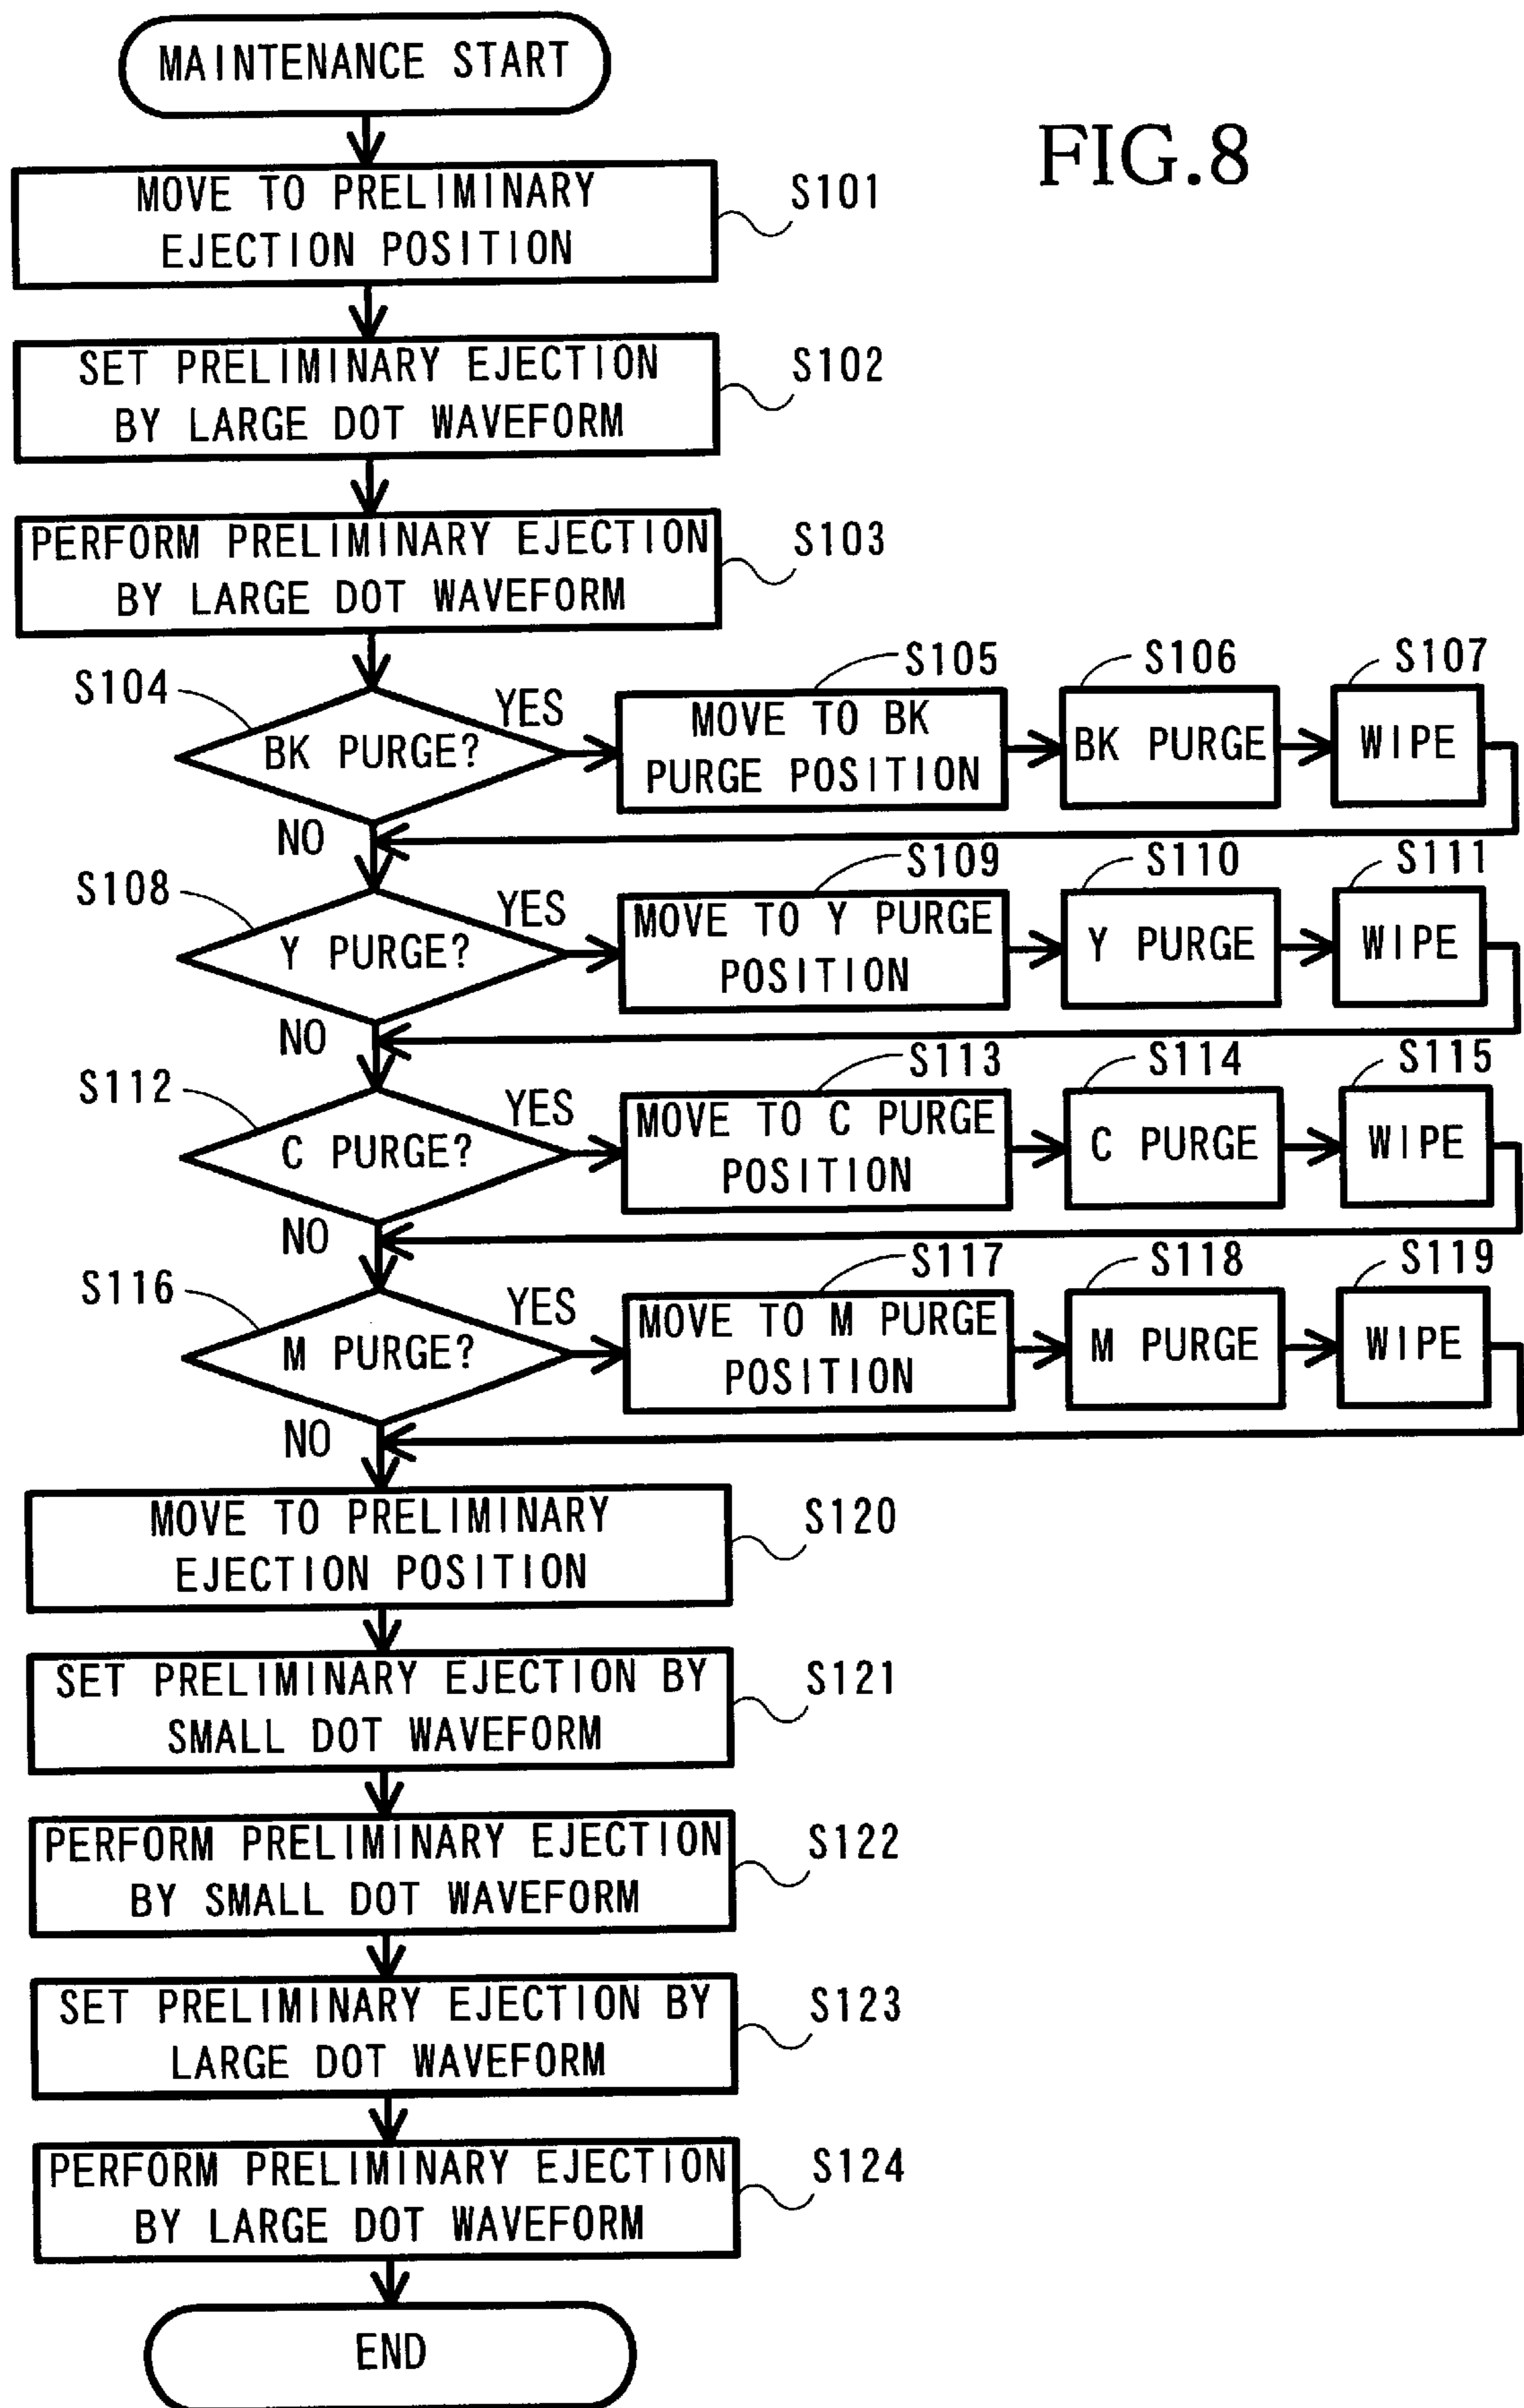 MAINTENANCE START
FIG.8
MOVE TO PRELIMINARY
EJECTION POSITION
S101
SET PRELIMINARY EJECTION
BY LARGE DOT WAVEFORM
S102
PERFORM PRELIMINARY EJECTION
BY LARGE DOT WAVEFORM
S103
S104
BK PURGE?
YES
NO
S105
MOVE TO BK
PURGE POSITION
S106
BK PURGE
S107
WIPE
S108
Y PURGE?
YES
NO
S109
MOVE TO Y PURGE
POSITION
S110
Y PURGE
S111
WIPE
S112
C PURGE?
YES
NO
S113
MOVE TO C PURGE
POSITION
S114
C PURGE
S115
WIPE
S116
M PURGE?
YES
NO
S117
MOVE TO M PURGE
POSITION
S118
M PURGE
S119
WIPE
MOVE TO PRELIMINARY
EJECTION POSITION
S120
SET PRELIMINARY EJECTION BY
SMALL DOT WAVEFORM
S121
PERFORM PRELIMINARY EJECTION
BY SMALL DOT WAVEFORM
S122
SET PRELIMINARY EJECTION BY
LARGE DOT WAVEFORM
S123
PERFORM PRELIMINARY EJECTION
BY LARGE DOT WAVEFORM
S124
END